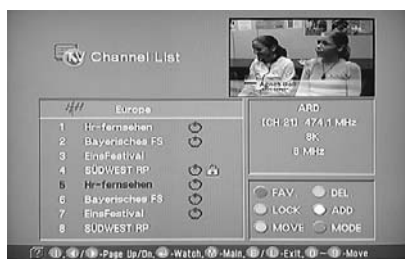 Channel List
Europe
1 Hr-fernsehen
2 Bayerisches FS
3 EinsFestival
4 SÜDWEST RP
5 Hr-fernsehen
6 Bayerisches FS
7 EinsFestival
8 SÜDWEST RP
ARD
[CH 21] 474.1 MHz
8K
8 MHz
FAV. DEL
LOCK ADD
MOVE MODE
-Page Up/Dn, -Watch, -Main, -Exit, -Move